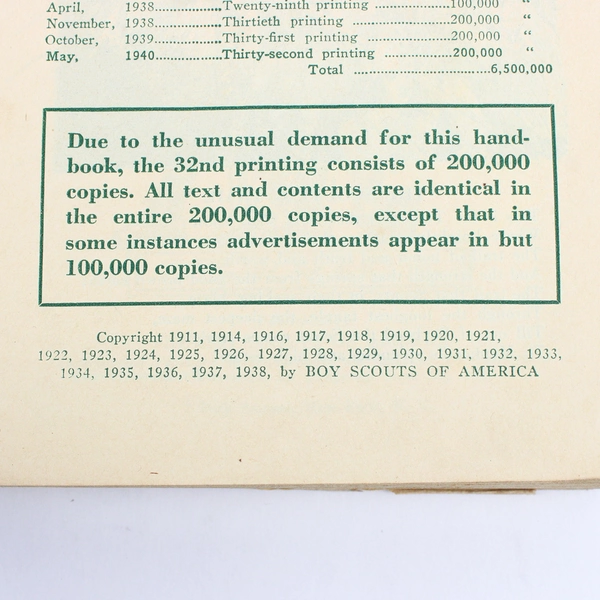 April, 1938................Twenty-ninth printing ..................100,000 “
November, 1938................Thirtieth printing ..................200,000 “
October, 1939................Thirty-first printing ..................200,000 “
May, 1940................Thirty-second printing ................200,000 “
Total ..................................6,500,000
Due to the unusual demand for this hand-
book, the 32nd printing consists of 200,000
copies. All text and contents are identical in
the entire 200,000 copies, except that in
some instances advertisements appear in but
100,000 copies.
Copyright 1911, 1914, 1916, 1917, 1918, 1919, 1920, 1921,
1922, 1923, 1924, 1925, 1926, 1927, 1928, 1929, 1930, 1931, 1932, 1933,
1934, 1935, 1936, 1937, 1938, by BOY SCOUTS OF AMERICA